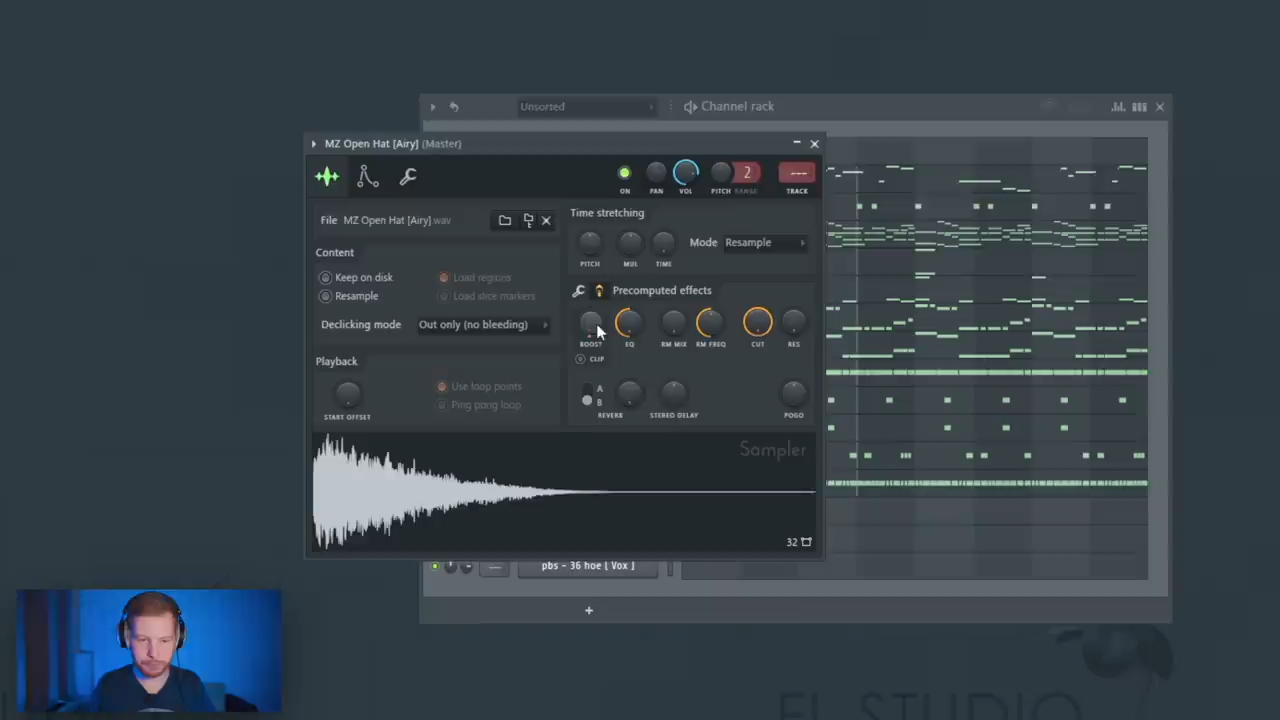 Unsorted
Channel rack
MZ Open Hat [Airy] (Master)
ON
PAN
VOL
PITCH
RANGE
2
---
TRACK
File
MZ Open Hat [Airy].wav
Time stretching
PITCH
MUL
TIME
Mode
Resample
Content
Keep on disk
Load regions
Resample
Load slice markers
Declicking mode
Out only (no bleeding)
Precomputed effects
BOOST
EQ
RM MIX
RM FREQ
CUT
RES
CLIP
Playback
Use loop points
Ping pong loop
START OFFSET
A
B
REVERB
STEREO DELAY
POGO
Sampler
32
---
pbs - 36 hoe [ Vox ]
+
FL STUDIO